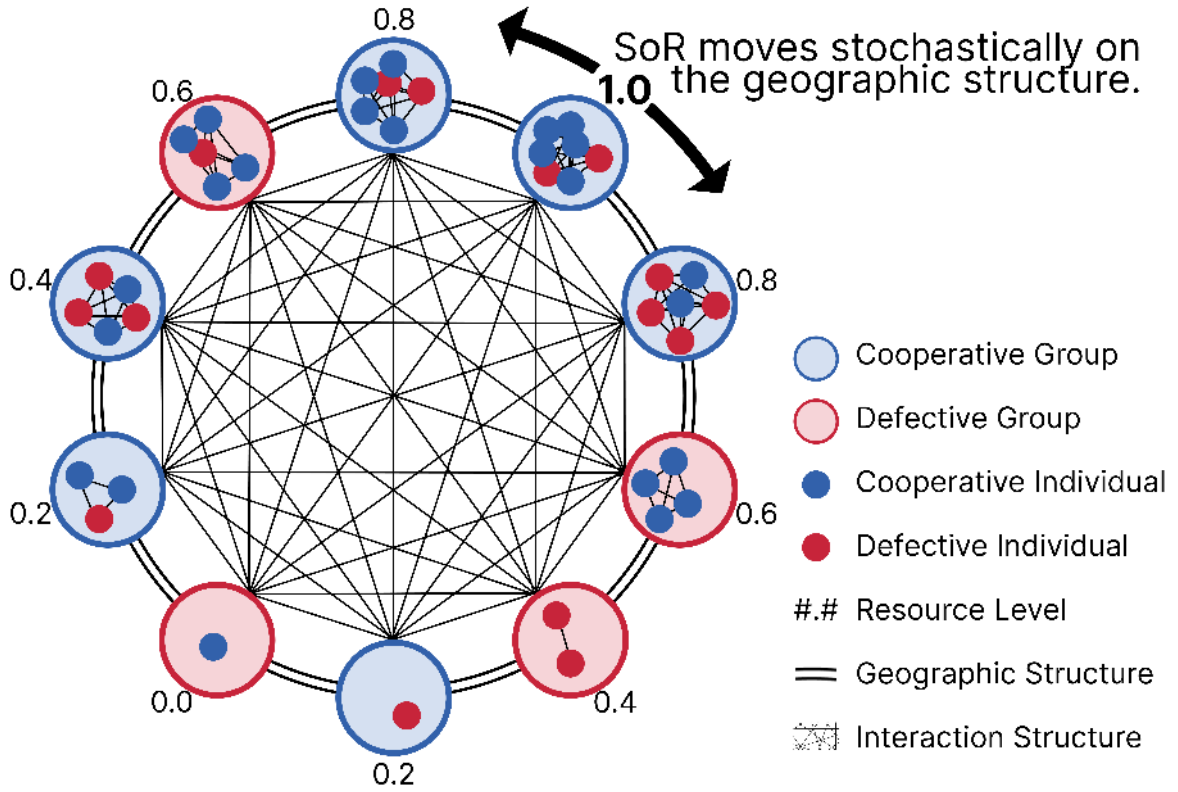 0.8
SoR moves stochastically on
the geographic structure.
1.0
0.6
0.4
0.8
0.2
0.6
0.0
0.4
0.2
Cooperative Group
Defective Group
Cooperative Individual
Defective Individual
#.# Resource Level
Geographic Structure
Interaction Structure